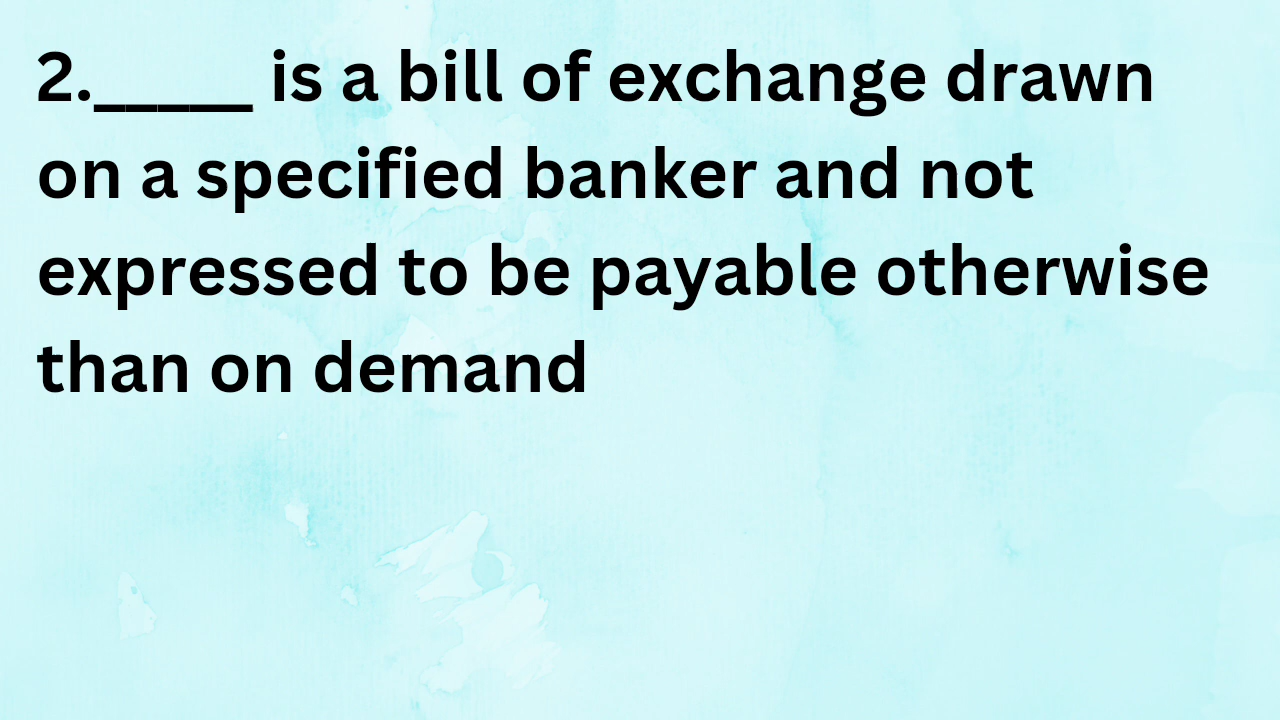 2._____ is a bill of exchange drawn
on a specified banker and not
expressed to be payable otherwise
than on demand